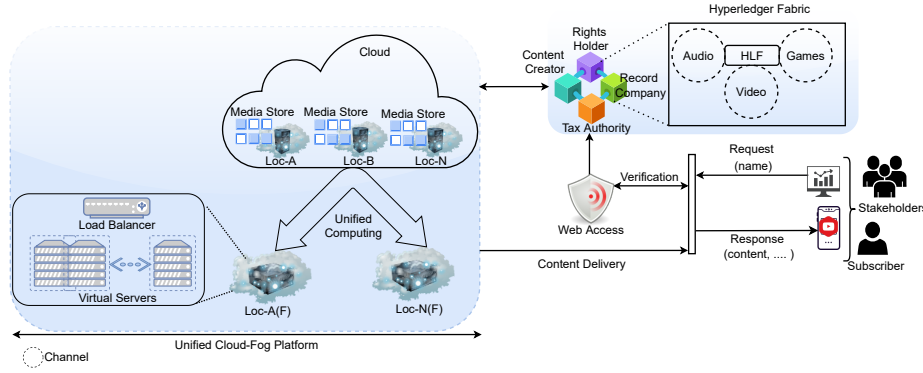 Hyperledger Fabric
Cloud
Rights
Holder
Content
Creator
Record
Company
Tax Authority
Audio
HLF
Games
Video
Media Store
Media Store
Media Store
Loc-A
Loc-B
Loc-N
Request
(name)
Verification
Web Access
Stakeholders
Response
(content, .... )
Subscriber
Content Delivery
Load Balancer
Virtual Servers
Unified
Computing
Loc-A(F)
Loc-N(F)
Unified Cloud-Fog Platform
Channel